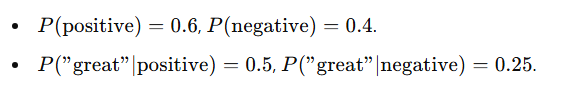 • P(positive) = 0.6, P(negative) = 0.4.
• P(”great”|positive) = 0.5, P(”great”|negative) = 0.25.